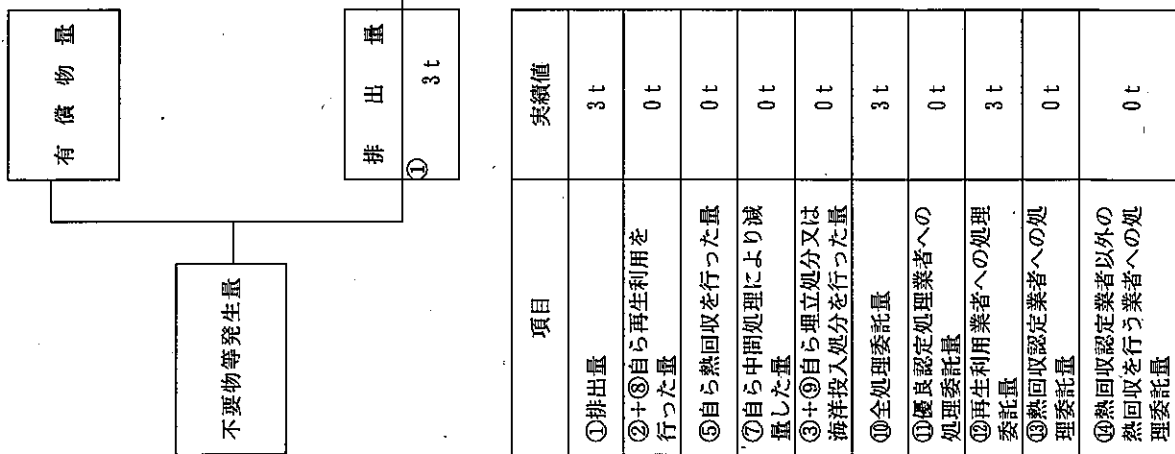 有償物量
不要物等発生量
排出量
①
3t
項目
実績値
①排出量
3t
②+⑧自ら再生利用を
行った量
0t
⑤自ら熱回収を行った量
0t
⑦自ら中間処理により減
量した量
0t
③+⑨自ら埋立処分又は
海洋投入処分を行った量
0t
⑩全処理委託量
3t
⑪優良認定処理業者への
処理委託量
0t
⑫再生利用業者への処理
委託量
3t
⑬熱回収認定業者への処
理委託量
0t
⑭熱回収認定業者以外の
熱回収を行う業者への処
理委託量
0t